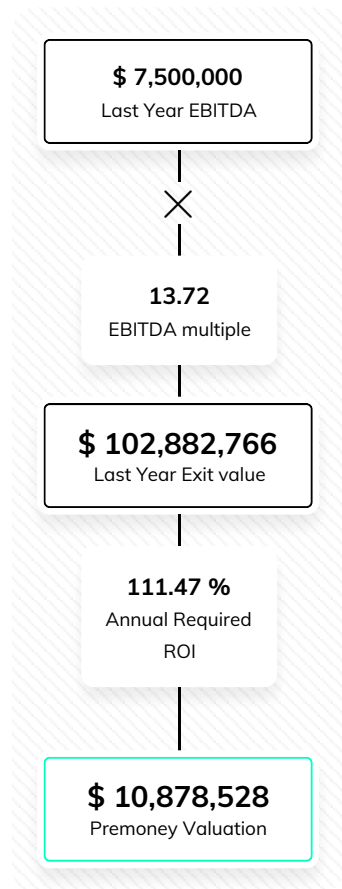 $ 7,500,000
Last Year EBITDA
13.72
EBITDA multiple
$ 102,882,766
Last Year Exit value
111.47 %
Annual Required
ROI
$ 10,878,528
Premoney Valuation